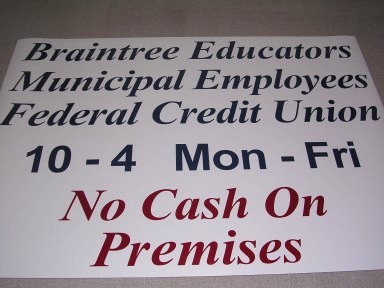 Braintree Educators
Municipal Employees
Federal Credit Union
10 - 4 Mon - Fri
No Cash On
Premises